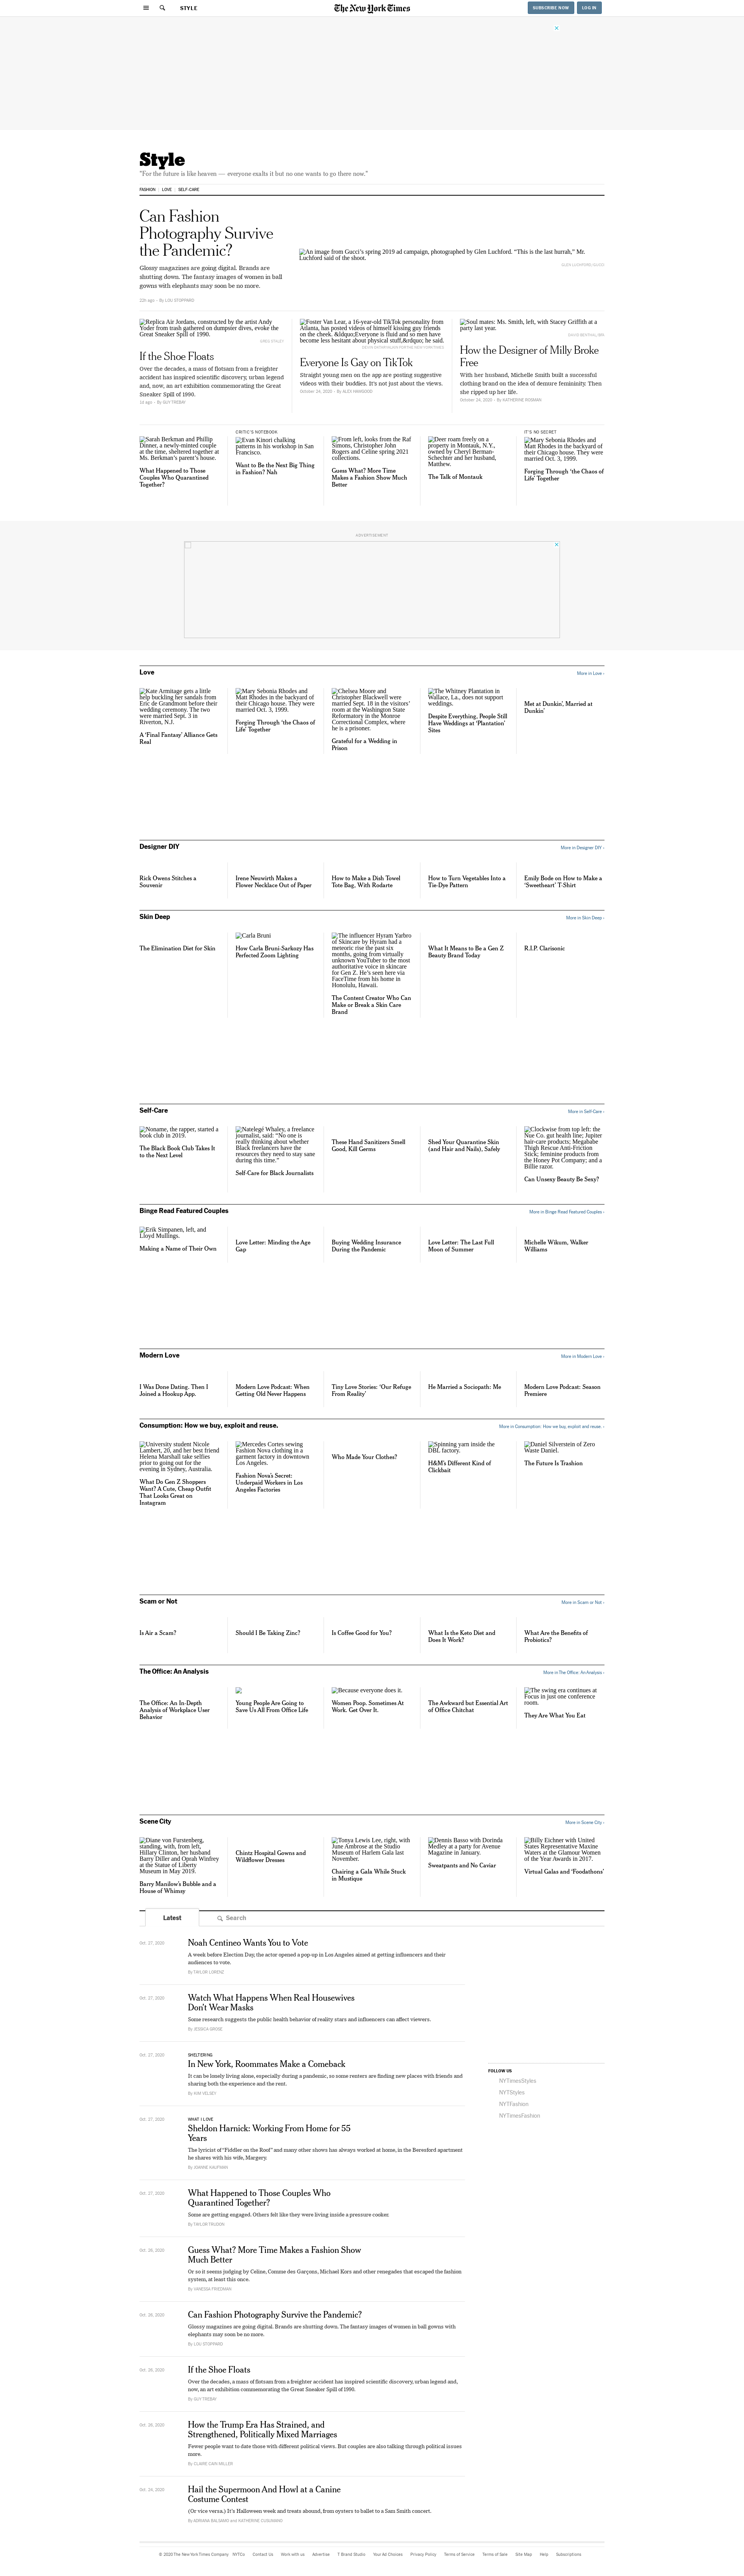 STYLE
The New York Times
SUBSCRIBE NOW
LOG IN
Style
"For the future is like heaven — everyone exalts it but no one wants to go there now."
FASHION
LOVE
SELF-CARE
Can Fashion
Photography Survive
the Pandemic?
Glossy magazines are going digital. Brands are
shutting down. The fantasy images of women in ball
gowns with elephants may soon be no more.
22h ago · By LOU STOPPARD
An image from Gucci's spring 2019 ad campaign, photographed by Glen Luchford. "This is the last hurrah," Mr.
Luchford said of the shoot.
GLEN LUCHFORD/GUCCI
Replica Air Jordans, constructed by the artist Andy
Yoder from trash gathered on dumpster dives, evoke the
Great Sneaker Spill of 1990.
GREG STALEY
If the Shoe Floats
Over the decades, a mass of flotsam from a freighter
accident has inspired scientific discovery, urban legend
and, now, an art exhibition commemorating the Great
Sneaker Spill of 1990.
1d ago · By GUY TREBAY
Foster Van Lear, a 16-year-old TikTok personality from
Atlanta, has posted videos of himself kissing guy friends
on the cheek. &ldquo;Everyone is fluid and so men have
become less hesitant about physical stuff,&rdquo; he said.
Everyone Is Gay on TikTok
Straight young men on the app are posting suggestive
videos with their buddies. It's not just about the views.
October 24, 2020 · By ALEX HAWGOOD
Soul mates: Ms. Smith, left, with Stacey Griffith at a
party last year.
How the Designer of Milly Broke
Free
With her husband, Michelle Smith built a successful
clothing brand on the idea of demure femininity. Then
she ripped up her life.
October 24, 2020 · By KATHERINE ROSMAN
Sarah Berkman and Phillip
Donner, a newly-minted couple
at the time, sheltered together at
Ms. Berkman's parent's house.
What Happened to Those
Couples Who Quarantined
Together?
CRITIC'S NOTEBOOK
Evan Kinori chalking
patterns in his workshop in San
Francisco.
Want to Be the Next Big Thing
in Fashion? Nah
From left, looks from the Raf
Simons, Christopher John
Rogers and Celine spring 2021
collections.
Guess What? More Time
Makes a Fashion Show Much
Better
Deer roam freely on a
property in Montauk, N.Y.,
owned by Cheryl Berman-
Schechter and her husband,
Matthew.
The Talk of Montauk
IT'S NO SECRET
Mary Sebonia Rhodes and
Matt Rhodes in the backyard of
their Chicago house. They were
married Oct. 3, 1999.
Forging Through 'the Chaos of
Life' Together
ADVERTISEMENT
Love
More in Love ›
Kate Armitage gets a little
help buckling her sandals from
Eric de Grandmont before their
wedding ceremony. The two
were married Sept. 3 in
Riverton, N.J.
A 'Final Fantasy' Alliance Gets
Real
Mary Sebonia Rhodes and
Matt Rhodes in the backyard of
their Chicago house. They were
married Oct. 3, 1999.
Forging Through 'the Chaos of
Life' Together
Chelsea Moore and
Christopher Blackwell were
married Sept. 18 in the visitors'
room at the Washington State
Reformatory in the Monroe
Correctional Complex, where
he is a prisoner.
Grateful for a Wedding in
Prison
The Whitney Plantation in
Wallace, La., does not support
weddings.
Despite Everything, People Still
Have Weddings at 'Plantation'
Sites
Met at Dunkin', Married at
Dunkin'
Designer DIY
More in Designer DIY ›
Rick Owens Stitches a
Souvenir
Irene Neuwirth Makes a
Flower Necklace Out of Paper
How to Make a Dish Towel
Tote Bag, With Rodarte
How to Turn Vegetables Into a
Tie-Dye Pattern
Emily Bode on How to Make a
'Sweetheart' T-Shirt
Skin Deep
More in Skin Deep ›
The Elimination Diet for Skin
Carla Bruni
How Carla Bruni-Sarkozy Has
Perfected Zoom Lighting
The influencer Hyram Yarbro
of Skincare by Hyram had a
meteoric rise the past six
months, going from virtually
unknown YouTuber to the most
authoritative voice in skincare
for Gen Z. He's seen here via
FaceTime from his home in
Honolulu, Hawaii.
The Content Creator Who Can
Make or Break a Skin Care
Brand
What It Means to Be a Gen Z
Beauty Brand Today
R.I.P. Clarisonic
Self-Care
More in Self-Care ›
Noname, the rapper, started a
book club in 2019.
The Black Book Club Takes It
to the Next Level
Natelegé Whaley, a freelance
journalist, said: "No one is
really thinking about whether
Black freelancers have the
resources they need to stay sane
during this time."
Self-Care for Black Journalists
These Hand Sanitizers Smell
Good, Kill Germs
Shed Your Quarantine Skin
(and Hair and Nails), Safely
Clockwise from top left: the
Nue Co. gut health line; Jupiter
hair-care products; Megababe
Thigh Rescue Anti-Friction
Stick; feminine products from
the Honey Pot Company; and a
Billie razor.
Can Unsexy Beauty Be Sexy?
Binge Read Featured Couples
More in Binge Read Featured Couples ›
Erik Simpanen, left, and
Lloyd Mullings.
Making a Name of Their Own
Love Letter: Minding the Age
Gap
Buying Wedding Insurance
During the Pandemic
Love Letter: The Last Full
Moon of Summer
Michelle Wikum, Walker
Williams
Modern Love
More in Modern Love ›
I Was Done Dating. Then I
Joined a Hookup App.
Modern Love Podcast: When
Getting Old Never Happens
Tiny Love Stories: 'Our Refuge
From Reality'
He Married a Sociopath: Me
Modern Love Podcast: Season
Premiere
Consumption: How we buy, exploit and reuse.
More in Consumption: How we buy, exploit and reuse. ›
University student Nicole
Lambert, 20, and her best friend
Helena Marshall take selfies
prior to going out for the
evening in Sydney, Australia.
What Do Gen Z Shoppers
Want? A Cute, Cheap Outfit
That Looks Great on
Instagram
Mercedes Cortes sewing
Fashion Nova clothing in a
garment factory in downtown
Los Angeles.
Fashion Nova's Secret:
Underpaid Workers in Los
Angeles Factories
Who Made Your Clothes?
Spinning yarn inside the
DBL factory.
H&M's Different Kind of
Clickbait
Daniel Silverstein of Zero
Waste Daniel.
The Future Is Trashion
Scam or Not
More in Scam or Not ›
Is Air a Scam?
Should I Be Taking Zinc?
Is Coffee Good for You?
What Is the Keto Diet and
Does It Work?
What Are the Benefits of
Probiotics?
The Office: An Analysis
More in The Office: An Analysis ›
The Office: An In-Depth
Analysis of Workplace User
Behavior
Young People Are Going to
Save Us All From Office Life
Because everyone does it.
Women Poop. Sometimes At
Work. Get Over It.
The Awkward but Essential Art
of Office Chitchat
The swing era continues at
Focus in just one conference
room.
They Are What You Eat
Scene City
More in Scene City ›
Diane von Furstenberg,
standing, with, from left,
Hillary Clinton, her husband
Barry Diller and Oprah Winfrey
at the Statue of Liberty
Museum in May 2019.
Barry Manilow's Bubble and a
House of Whimsy
Chintz Hospital Gowns and
Wildflower Dresses
Tonya Lewis Lee, right, with
June Ambrose at the Studio
Museum of Harlem Gala last
November.
Chairing a Gala While Stuck
in Mustique
Dennis Basso with Dorinda
Medley at a party for Avenue
Magazine in January.
Sweatpants and No Caviar
Billy Eichner with United
States Representative Maxine
Waters at the Glamour Women
of the Year Awards in 2017.
Virtual Galas and 'Foodathons'
Latest
Search
Oct. 27, 2020
Noah Centineo Wants You to Vote
A week before Election Day, the actor opened a pop-up in Los Angeles aimed at getting influencers and their
audiences to vote.
By TAYLOR LORENZ
Oct. 27, 2020
Watch What Happens When Real Housewives
Don't Wear Masks
Some research suggests the public health behavior of reality stars and influencers can affect viewers.
By JESSICA GROSE
Oct. 27, 2020
SHELTERING
In New York, Roommates Make a Comeback
It can be lonely living alone, especially during a pandemic, so some renters are finding new places with friends and
sharing both the experience and the rent.
By KIM VELSEY
Oct. 27, 2020
WHAT I LOVE
Sheldon Harnick: Working From Home for 55
Years
The lyricist of "Fiddler on the Roof" and many other shows has always worked at home, in the Beresford apartment
he shares with his wife, Margery.
By JOANNE KAUFMAN
Oct. 27, 2020
What Happened to Those Couples Who
Quarantined Together?
Some are getting engaged. Others felt like they were living inside a pressure cooker.
By TAYLOR TRUDON
Oct. 26, 2020
Guess What? More Time Makes a Fashion Show
Much Better
Or so it seems judging by Celine, Comme des Garçons, Michael Kors and other renegades that escaped the fashion
system, at least this once.
By VANESSA FRIEDMAN
Oct. 26, 2020
Can Fashion Photography Survive the Pandemic?
Glossy magazines are going digital. Brands are shutting down. The fantasy images of women in ball gowns with
elephants may soon be no more.
By LOU STOPPARD
Oct. 26, 2020
If the Shoe Floats
Over the decades, a mass of flotsam from a freighter accident has inspired scientific discovery, urban legend and,
now, an art exhibition commemorating the Great Sneaker Spill of 1990.
By GUY TREBAY
Oct. 26, 2020
How the Trump Era Has Strained, and
Strengthened, Politically Mixed Marriages
Fewer people want to date those with different political views. But couples are also talking through political issues
more.
By CLAIRE CAIN MILLER
Oct. 24, 2020
Hail the Supermoon And Howl at a Canine
Costume Contest
(Or vice versa.) It's Halloween week and treats abound, from oysters to ballet to a Sam Smith concert.
By ADRIANA BALSAMO and KATHERINE CUSUMANO
FOLLOW US
NYTimesStyles
NYTStyles
NYTFashion
NYTimesFashion
© 2020 The New York Times Company
NYTCo
Contact Us
Work with us
Advertise
T Brand Studio
Your Ad Choices
Privacy Policy
Terms of Service
Terms of Sale
Site Map
Help
Subscriptions